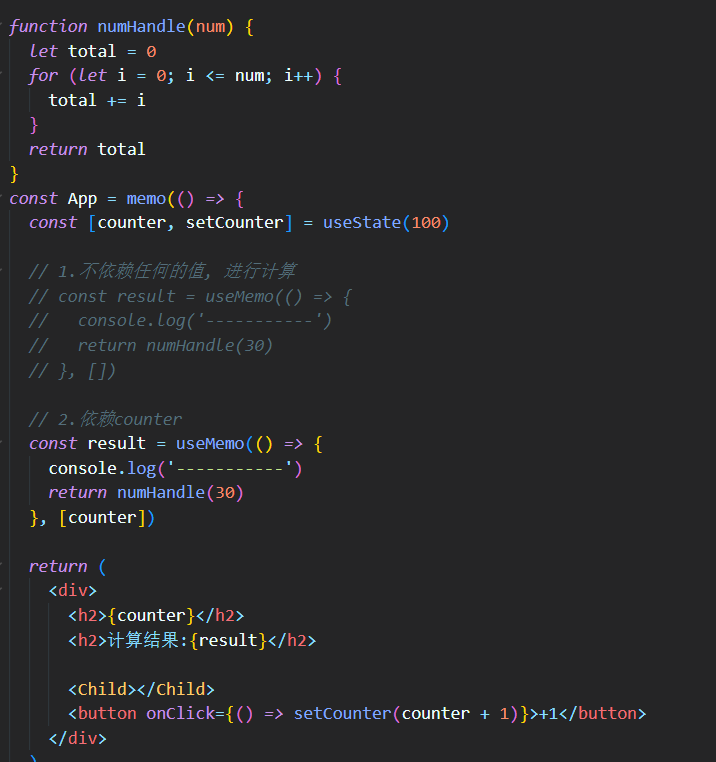 function numHandle(num) {
  let total = 0
  for (let i = 0; i <= num; i++) {
    total += i
  }
  return total
}
const App = memo(() => {
  const [counter, setCounter] = useState(100)

  // 1.不依赖任何的值, 进行计算
  // const result = useMemo(() => {
  //   console.log('-----------')
  //   return numHandle(30)
  // }, [])

  // 2.依赖counter
  const result = useMemo(() => {
    console.log('-----------')
    return numHandle(30)
  }, [counter])

  return (
    <div>
      <h2>{counter}</h2>
      <h2>计算结果:{result}</h2>

      <Child></Child>
      <button onClick={() => setCounter(counter + 1)}>+1</button>
    </div>
  )